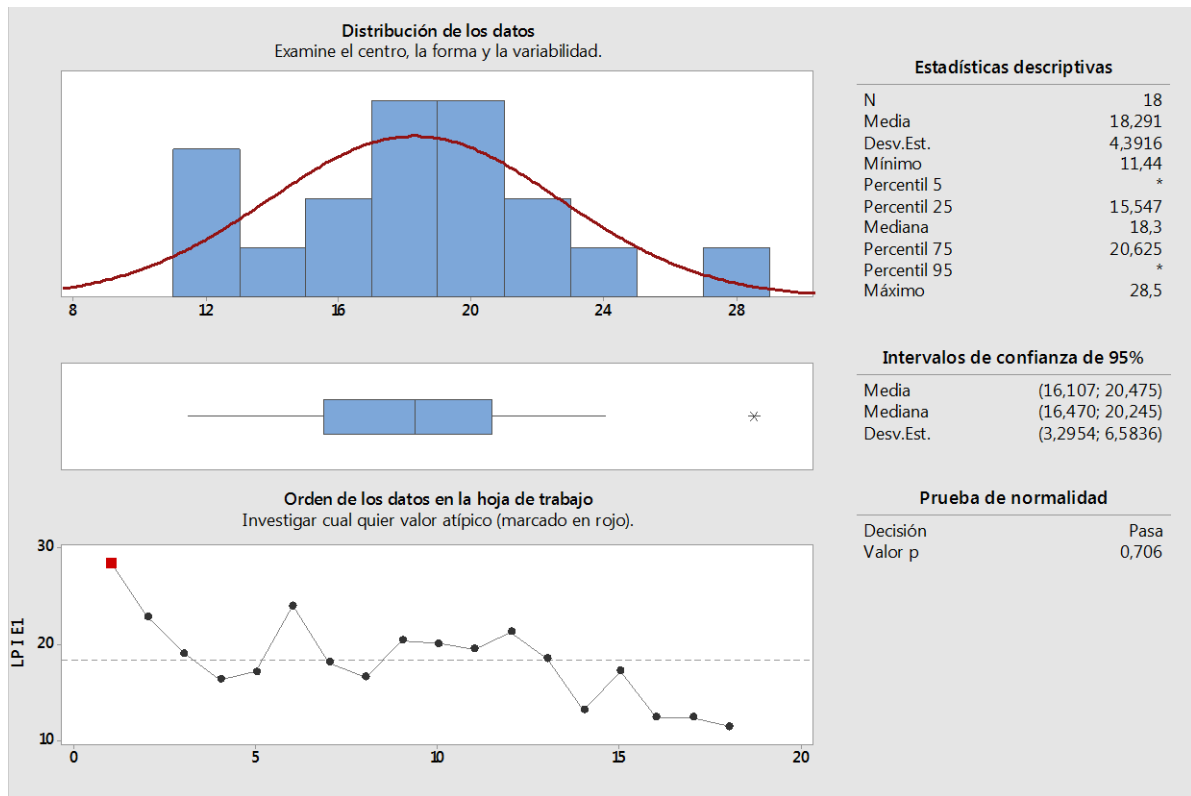 Distribución de los datos
Examine el centro, la forma y la variabilidad.
8 12 16 20 24 28
Orden de los datos en la hoja de trabajo
Investigar cual quier valor atípico (marcado en rojo).
LP I E1
30
20
10
0 5 10 15 20
Estadísticas descriptivas
N 18
Media 18,291
Desv.Est. 4,3916
Mínimo 11,44
Percentil 5 *
Percentil 25 15,547
Mediana 18,3
Percentil 75 20,625
Percentil 95 *
Máximo 28,5
Intervalos de confianza de 95%
Media (16,107; 20,475)
Mediana (16,470; 20,245)
Desv.Est. (3,2954; 6,5836)
Prueba de normalidad
Decisión Pasa
Valor p 0,706